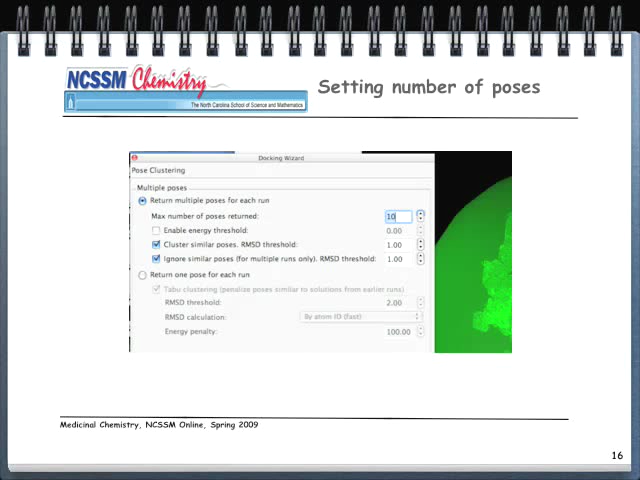 NCSSM Chemistry
The North Carolina School of Science and Mathematics
Setting number of poses
Docking Wizard
Pose Clustering
Multiple poses
Return multiple poses for each run
Max number of poses returned: 10
Enable energy threshold: 0.00
Cluster similar poses. RMSD threshold: 1.00
Ignore similar poses (for multiple runs only). RMSD threshold: 1.00
Return one pose for each run
Tabu clustering (penalize poses similar to solutions from earlier runs)
RMSD threshold: 2.00
RMSD calculation: By atom ID (fast)
Energy penalty: 100.00
Medicinal Chemistry, NCSSM Online, Spring 2009
16